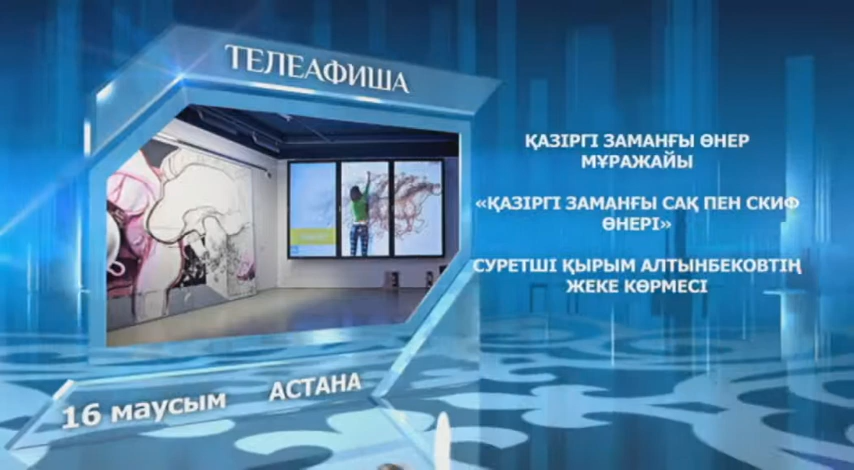 ТЕЛЕАФИША
ҚАЗІРГІ ЗАМАНҒЫ ӨНЕР
МҰРАЖАЙЫ
«ҚАЗІРГІ ЗАМАНҒЫ САҚ ПЕН СКИФ
ӨНЕРІ»
СУРЕТШІ ҚЫРЫМ АЛТЫНБЕКОВТІҢ
ЖЕКЕ КӨРМЕСІ
16 маусым АСТАНА